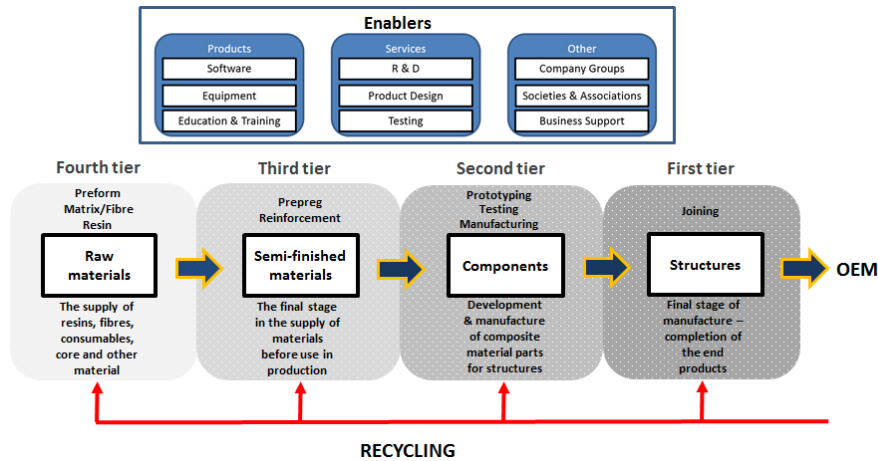 Enablers
Products
Software
Equipment
Education & Training
Services
R & D
Product Design
Testing
Other
Company Groups
Societies & Associations
Business Support
Fourth tier
Preform
Matrix/Fibre
Resin
Raw
materials
The supply of
resins, fibres,
consumables,
core and other
material
Third tier
Prepreg
Reinforcement
Semi-finished
materials
The final stage
in the supply of
materials
before use in
production
Second tier
Prototyping
Testing
Manufacturing
Components
Development
& manufacture
of composite
material parts
for structures
First tier
Joining
Structures
Final stage of
manufacture –
completion of
the end
products
OEM
RECYCLING